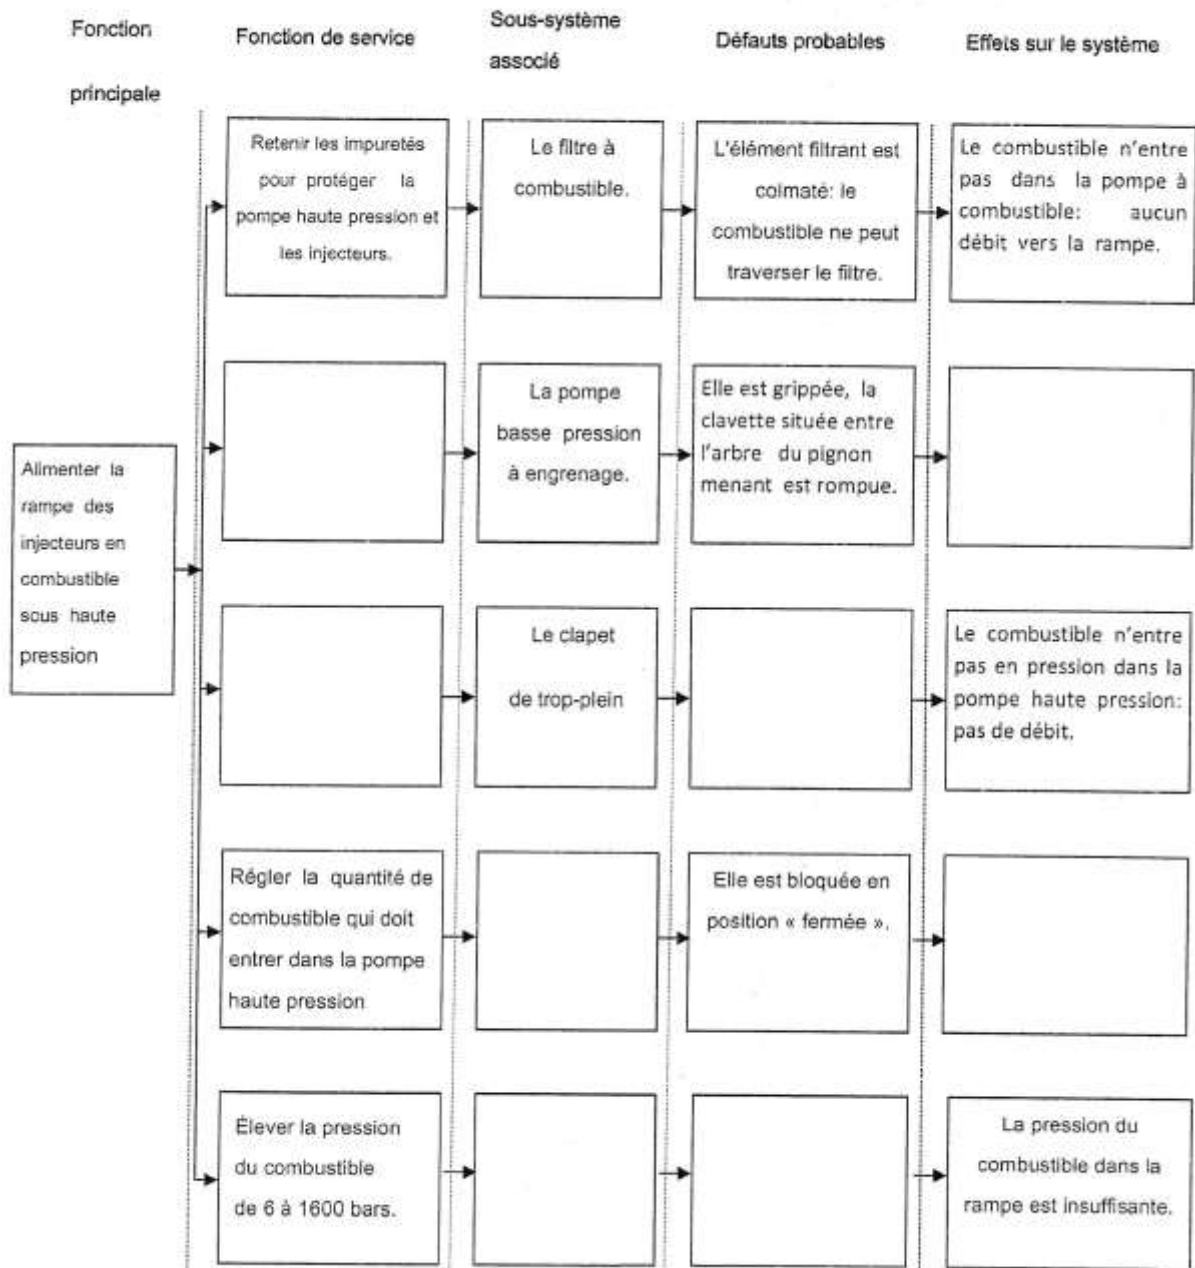 Fonction
principale
Fonction de service
Sous-système
associé
Défauts probables
Effets sur le système
Retenir les impuretés
pour protéger la
pompe haute pression et
les injecteurs.
Le filtre à
combustible.
L'élément filtrant est
colmaté: le
combustible ne peut
traverser le filtre.
Le combustible n'entre
pas dans la pompe à
combustible: aucun
débit vers la rampe.
La pompe
basse pression
à engrenage.
Elle est grippée, la
clavette située entre
l'arbre du pignon
menant est rompue.
Alimenter la
rampe des
injecteurs en
combustible
sous haute
pression
Le clapet
de trop-plein
Le combustible n'entre
pas en pression dans la
pompe haute pression:
pas de débit.
Régler la quantité de
combustible qui doit
entrer dans la pompe
haute pression
Elle est bloquée en
position « fermée ».
Élever la pression
du combustible
de 6 à 1600 bars.
La pression du
combustible dans la
rampe est insuffisante.